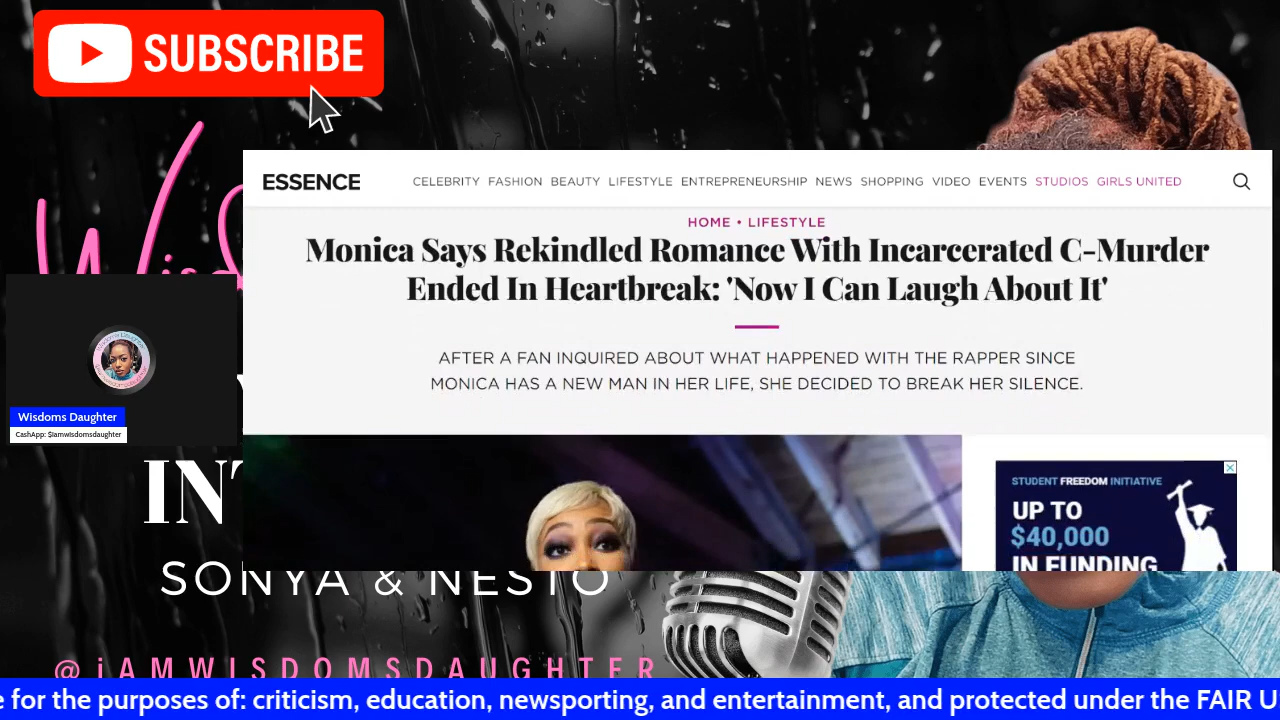 SUBSCRIBE
ESSENCE
CELEBRITY FASHION BEAUTY LIFESTYLE ENTREPRENEURSHIP NEWS SHOPPING VIDEO EVENTS STUDIOS GIRLS UNITED
HOME • LIFESTYLE
Monica Says Rekindled Romance With Incarcerated C-Murder
Ended In Heartbreak: 'Now I Can Laugh About It'
AFTER A FAN INQUIRED ABOUT WHAT HAPPENED WITH THE RAPPER SINCE
MONICA HAS A NEW MAN IN HER LIFE, SHE DECIDED TO BREAK HER SILENCE.
Wisdoms Daughter
CashApp: $iamwisdomsdaughter
STUDENT FREEDOM INITIATIVE
UP TO
$40,000
IN FUNDING
INT
SONYA & NESTO
@iAMWISDOMSDAUGHTER
e for the purposes of: criticism, education, newsporting, and entertainment, and protected under the FAIR U